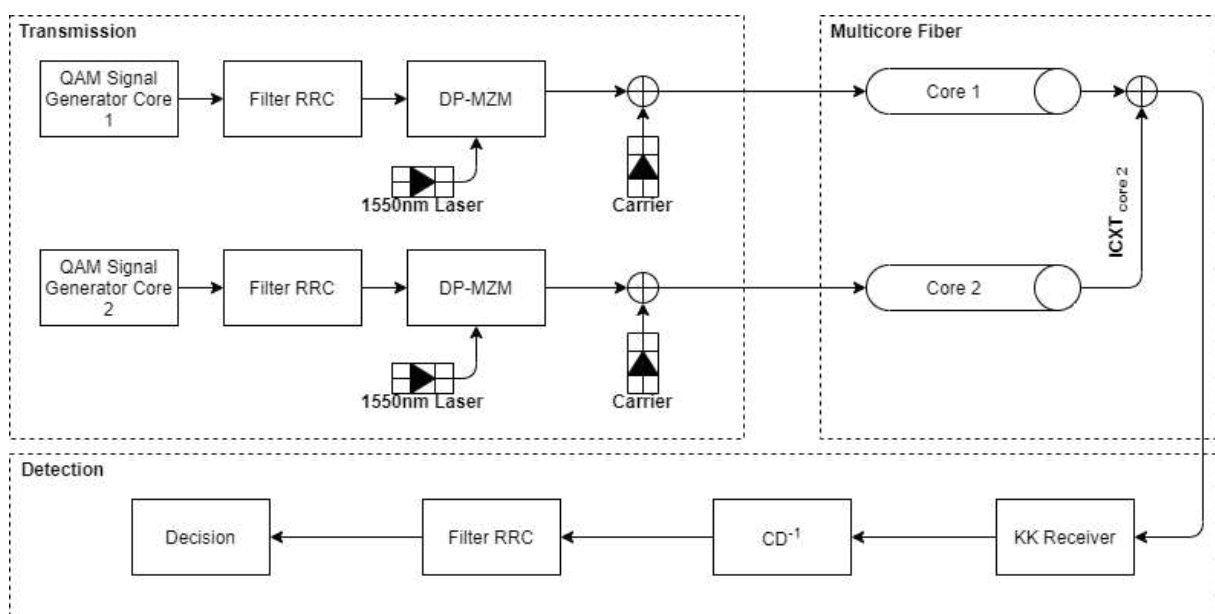 Transmission
Multicore Fiber
QAM Signal
Generator Core
1
Filter RRC
DP-MZM
Core 1
1550nm Laser
Carrier
ICXT core 2
QAM Signal
Generator Core
2
Filter RRC
DP-MZM
Core 2
1550nm Laser
Carrier
Detection
Decision
Filter RRC
CD⁻¹
KK Receiver